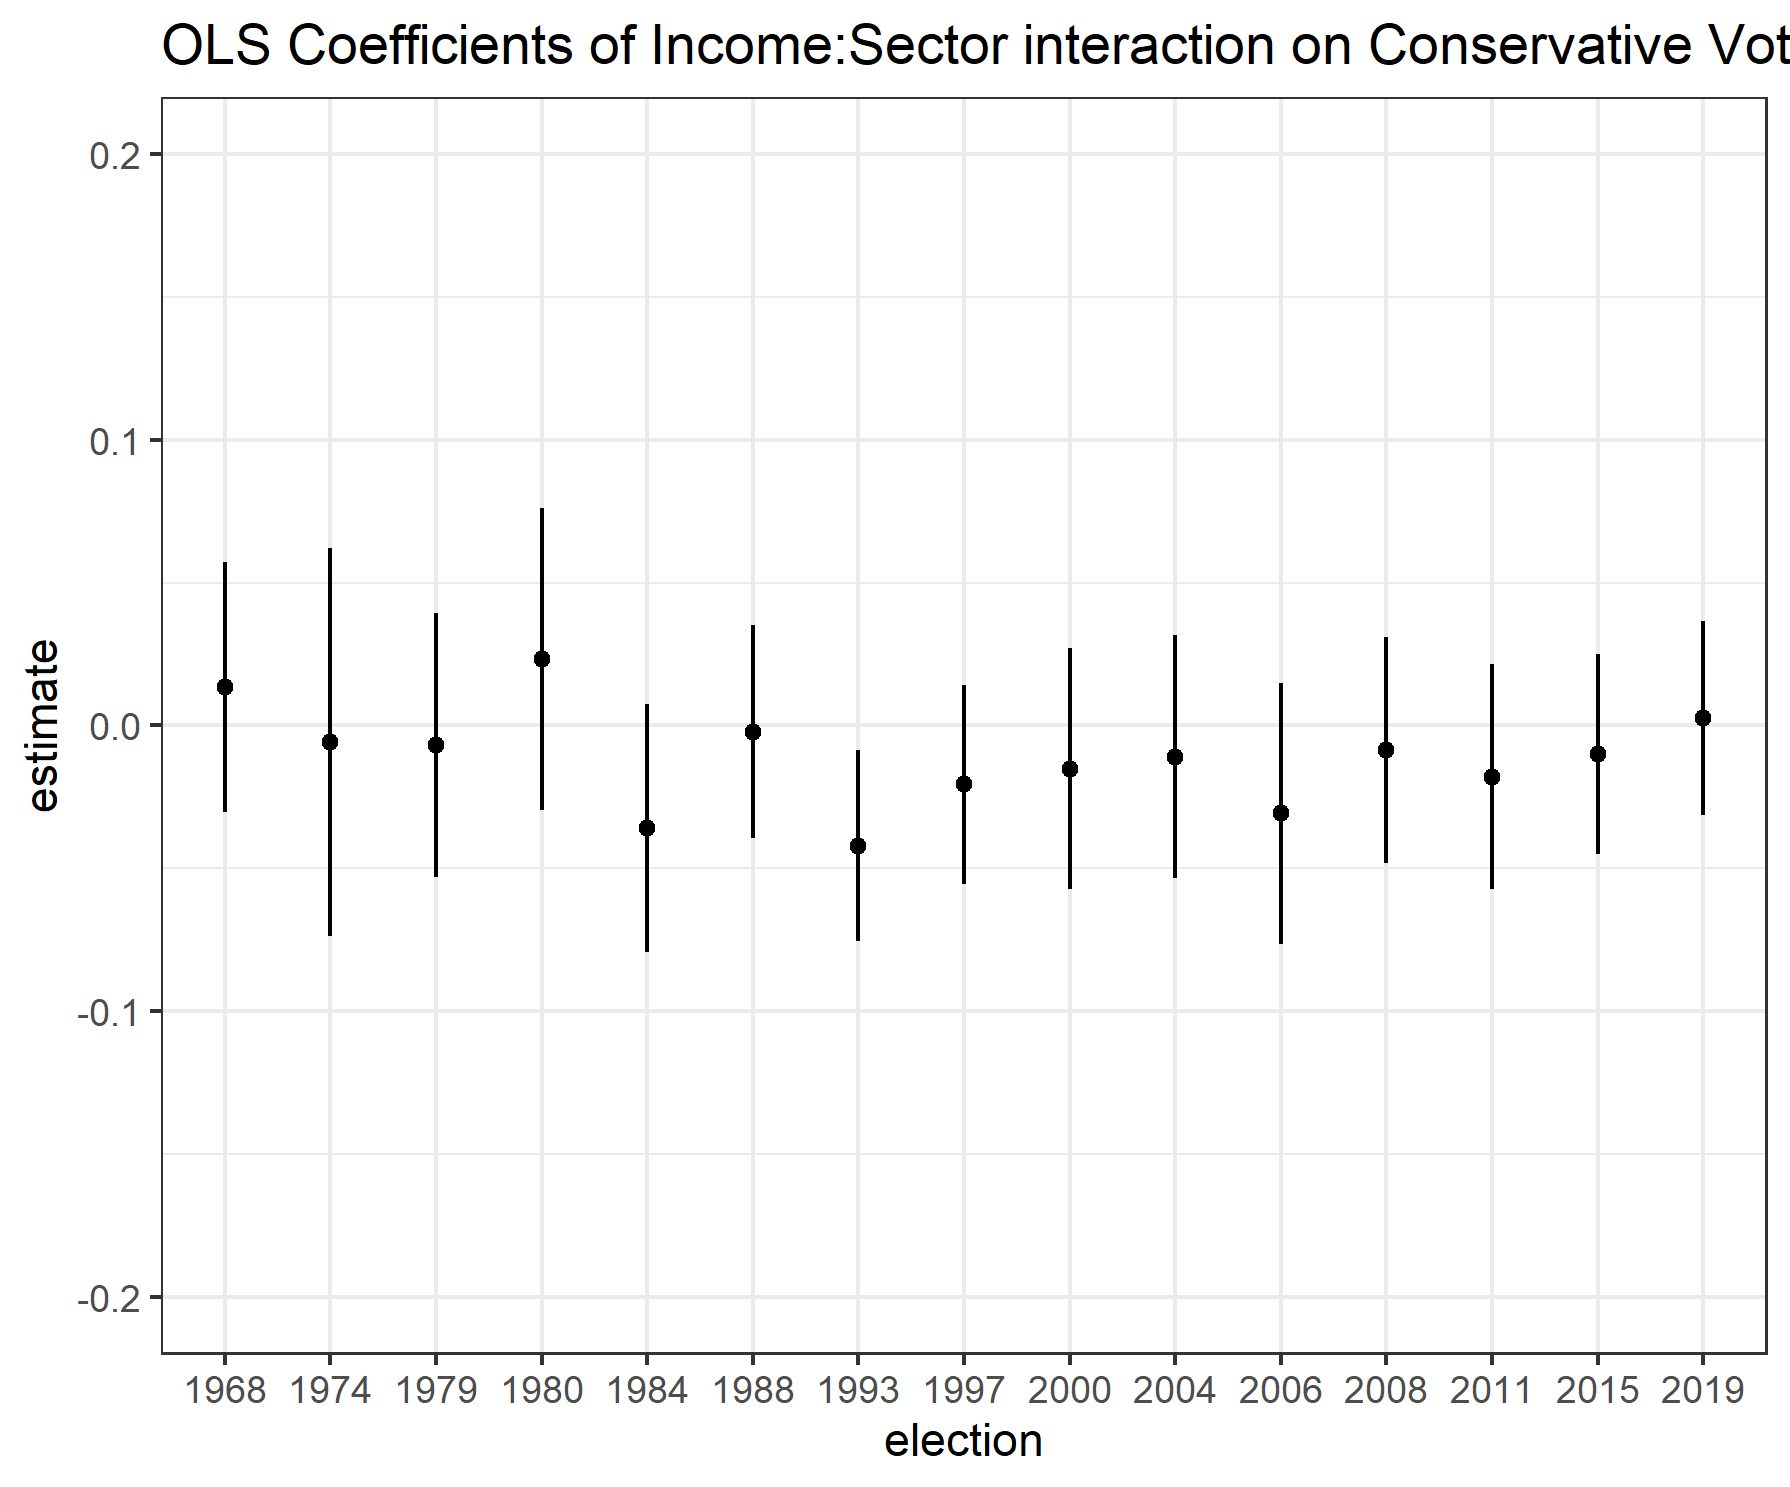 OLS Coefficients of Income:Sector interaction on Conservative Vot
0.2
0.1
0.0
-0.1
-0.2
estimate
1968 1974 1979 1980 1984 1988 1993 1997 2000 2004 2006 2008 2011 2015 2019
election